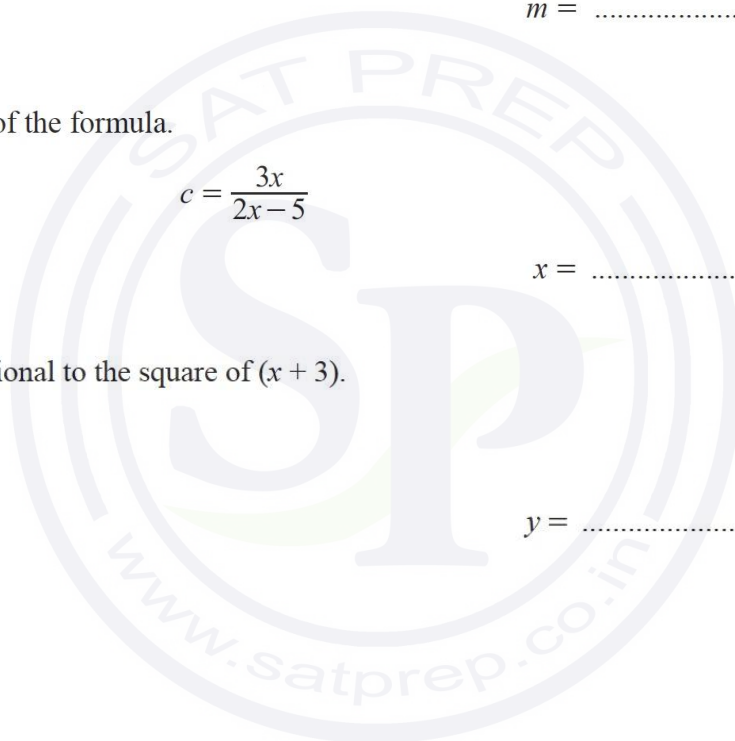 m = ....................
of the formula.
c = 3x / 2x – 5
x = ....................
ional to the square of (x + 3).
y = ....................
SAT PREP
SP
www.satprep.co.in